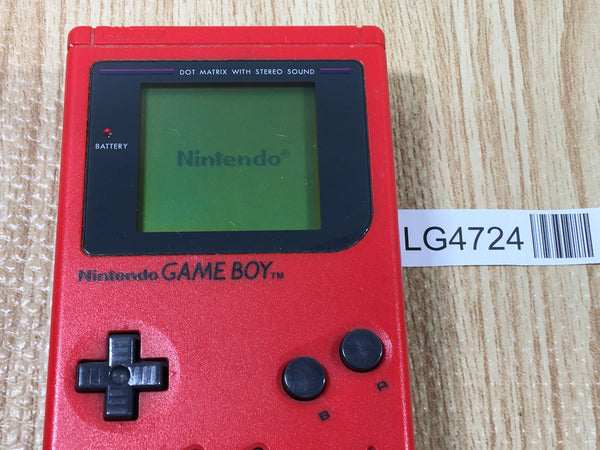 DOT MATRIX WITH STEREO SOUND
BATTERY
Nintendo®
LG4724
Nintendo GAME BOY™
B A